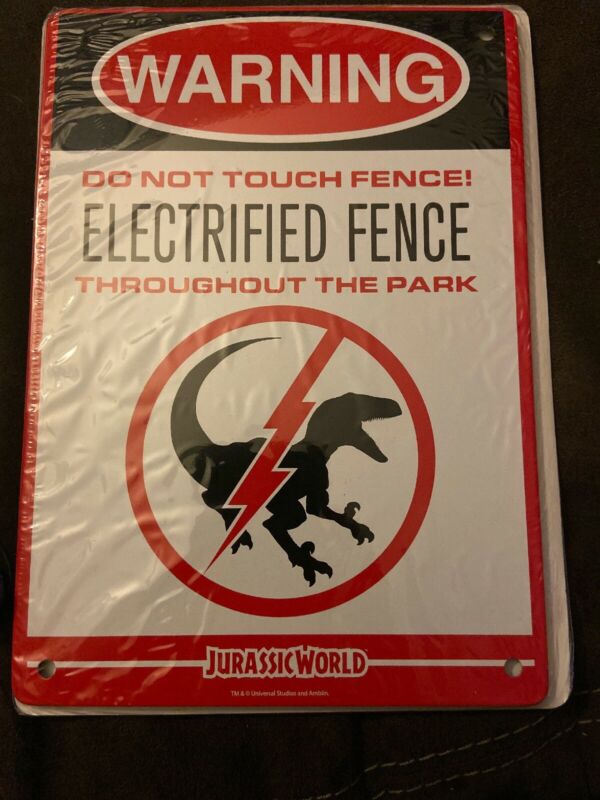 WARNING
DO NOT TOUCH FENCE!
ELECTRIFIED FENCE
THROUGHOUT THE PARK
JURASSIC WORLD
TM & © Universal Studios and Amblin.